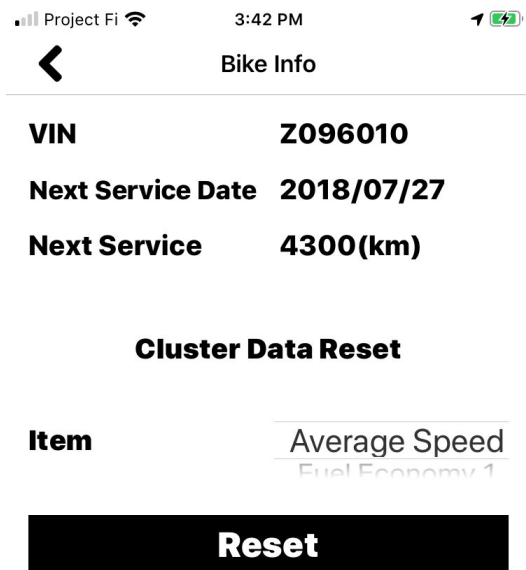 Project Fi 3:42 PM
Bike Info
VIN Z096010
Next Service Date 2018/07/27
Next Service 4300(km)
Cluster Data Reset
Item Average Speed
Fuel Economy 1
Reset